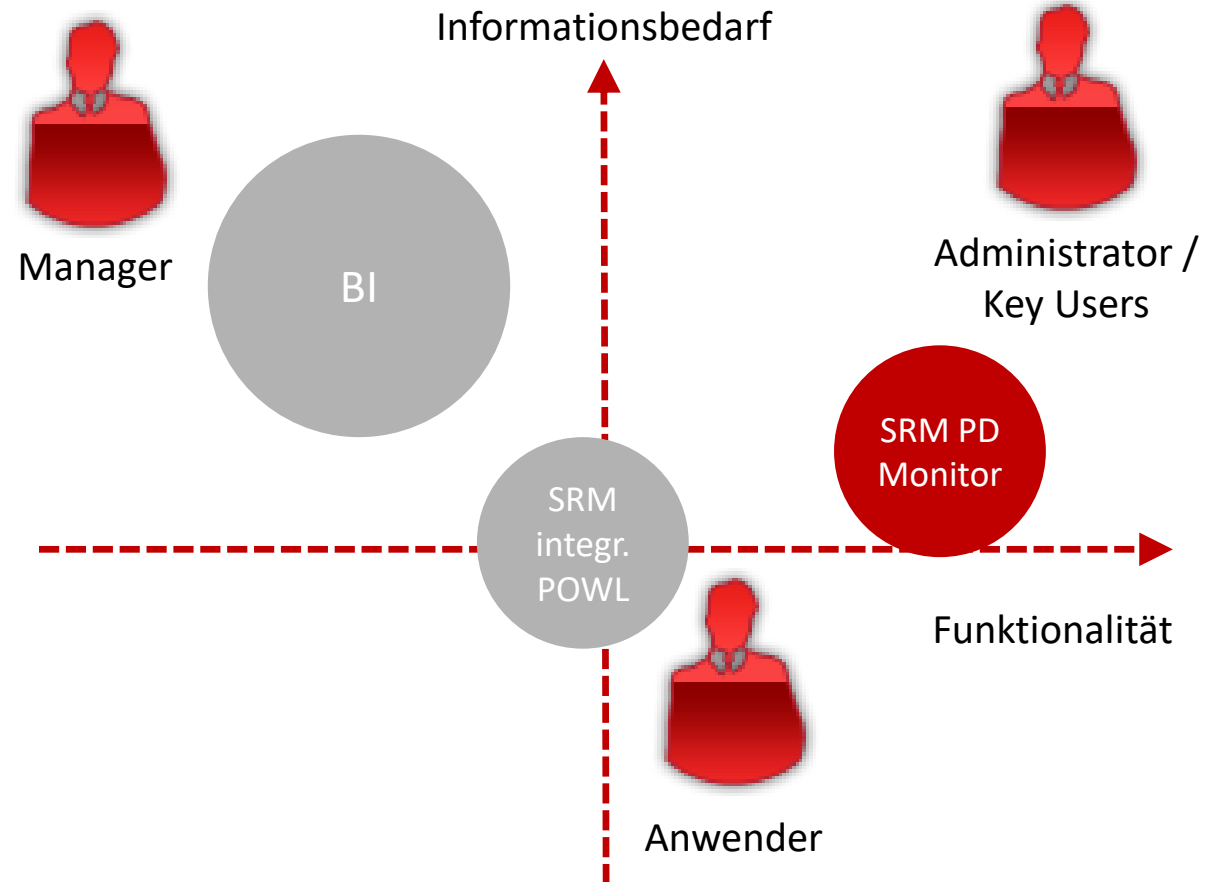 Informationsbedarf
Manager
Administrator /
Key Users
BI
SRM PD
Monitor
SRM
integr.
POWL
Funktionalität
Anwender